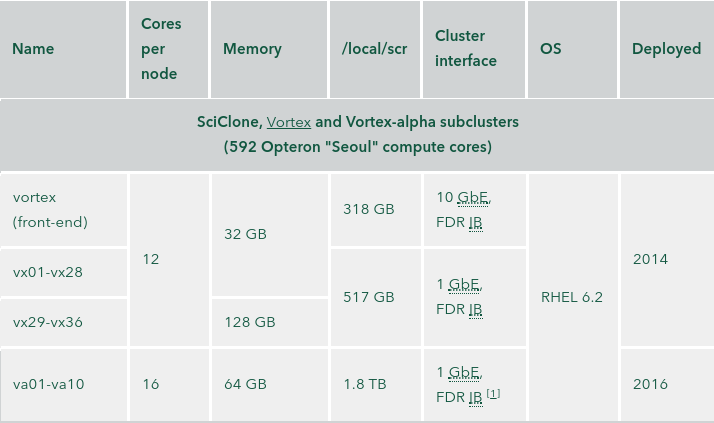 Name
Cores per node
Memory
/local/scr
Cluster interface
OS
Deployed
SciClone, Vortex and Vortex-alpha subclusters
(592 Opteron "Seoul" compute cores)
vortex
(front-end)
12
32 GB
318 GB
10 GbE,
FDR IB
RHEL 6.2
2014
vx01-vx28
517 GB
1 GbE,
FDR IB
vx29-vx36
128 GB
va01-va10
16
64 GB
1.8 TB
1 GbE,
FDR IB [1]
2016